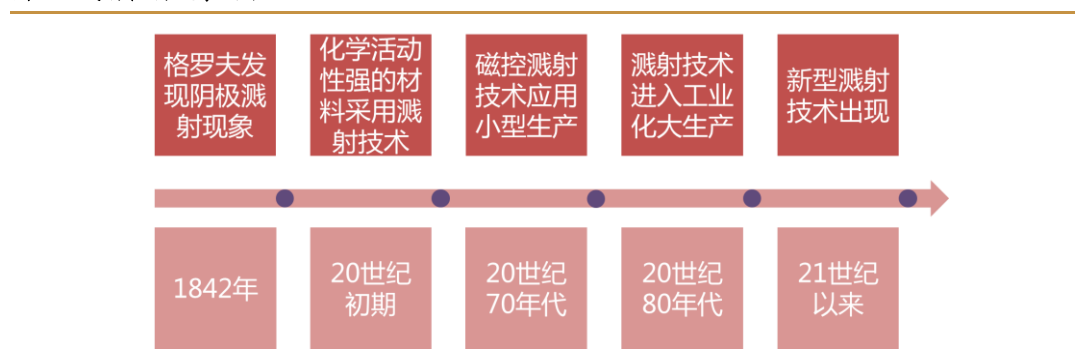 格罗夫发
现阴极溅
射现象
化学活动
性强的材
料采用溅
射技术
磁控溅射
技术应用
小型生产
溅射技术
进入工业
化大生产
新型溅射
技术出现
1842年
20世纪
初期
20世纪
70年代
20世纪
80年代
21世纪
以来